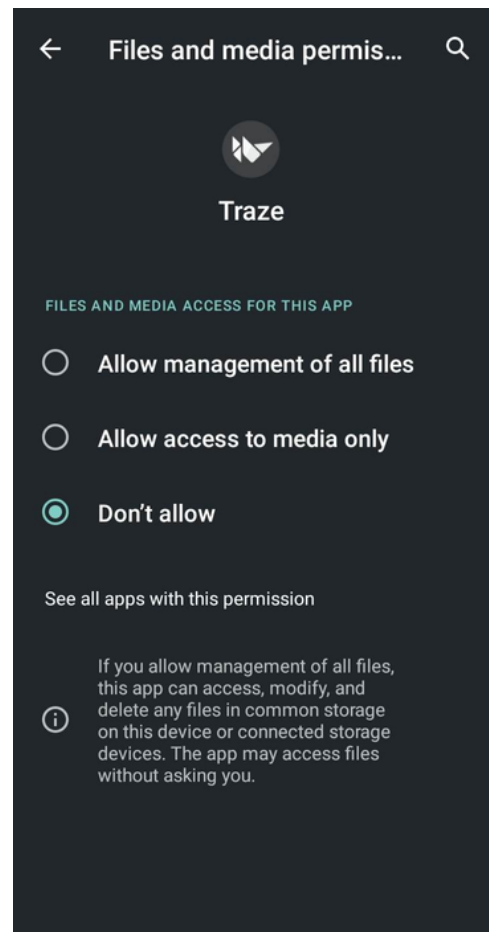 Files and media permis...
Traze
FILES AND MEDIA ACCESS FOR THIS APP
Allow management of all files
Allow access to media only
Don’t allow
See all apps with this permission
If you allow management of all files,
this app can access, modify, and
delete any files in common storage
on this device or connected storage
devices. The app may access files
without asking you.